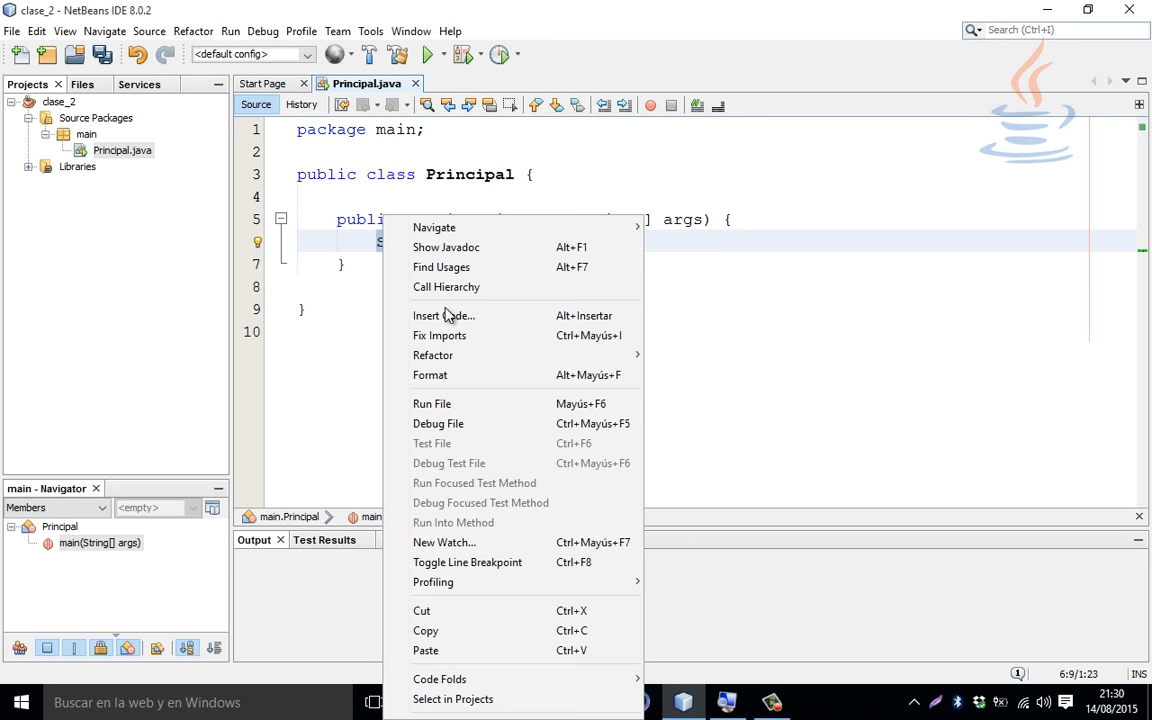 clase_2 - NetBeans IDE 8.0.2
File Edit View Navigate Source Refactor Run Debug Profile Team Tools Window Help
Search (Ctrl+I)
<default config>
Projects Files Services
Start Page Principal.java
Source History
clase_2
Source Packages
main
Principal.java
Libraries
1 package main;
2
3 public class Principal {
4
5 ] args) {
7 }
8
9 }
10
Navigate
Show Javadoc Alt+F1
Find Usages Alt+F7
Call Hierarchy
Insert Code... Alt+Insertar
Fix Imports Ctrl+Mayús+I
Refactor
Format Alt+Mayús+F
Run File Mayús+F6
Debug File Ctrl+Mayús+F5
Test File Ctrl+F6
Debug Test File Ctrl+Mayús+F6
Run Focused Test Method
Debug Focused Test Method
Run Into Method
New Watch... Ctrl+Mayús+F7
Toggle Line Breakpoint Ctrl+F8
Profiling
Cut Ctrl+X
Copy Ctrl+C
Paste Ctrl+V
Code Folds
Select in Projects
main - Navigator
Members <empty>
Principal
main(String[] args)
main.Principal main
Output Test Results
1 6:9/1:23 INS
Buscar en la web y en Windows
21:30
14/08/2015